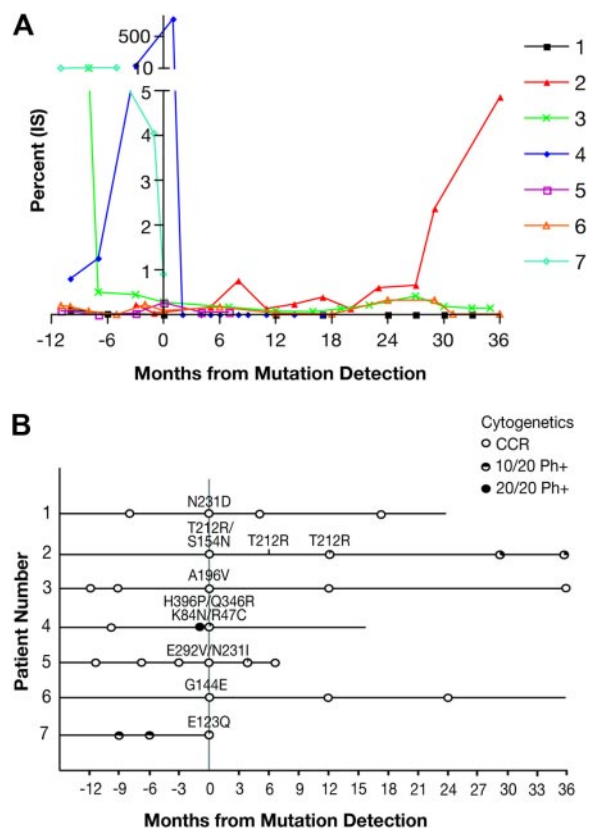 A
Percent (IS)
500
0
5
4
3
2
1
0
-12
-6
0
6
12
18
24
30
36
Months from Mutation Detection
1
2
3
4
5
6
7
B
Cytogenetics
CCR
10/20 Ph+
20/20 Ph+
Patient Number
1
N231D
T212R/
2
S154N
T212R
T212R
3
A196V
H396P/Q346R
4
K84N/R47C
5
E292V/N231I
6
G144E
7
E123Q
-12
-9
-6
-3
0
3
6
9
12
15
18
21
24
27
30
33
36
Months from Mutation Detection